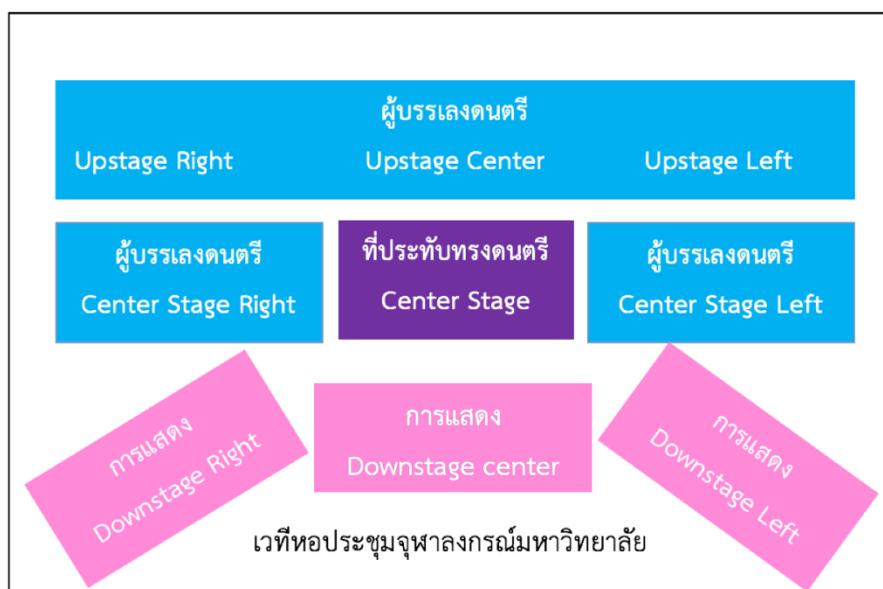 ผู้บรรเลงดนตรี
Upstage Right Upstage Center Upstage Left
ผู้บรรเลงดนตรี
Center Stage Right
ที่ประทับทรงดนตรี
Center Stage
ผู้บรรเลงดนตรี
Center Stage Left
การแสดง
Downstage Right
การแสดง
Downstage center
การแสดง
Downstage Left
เวทีหอประชุมจุฬาลงกรณ์มหาวิทยาลัย